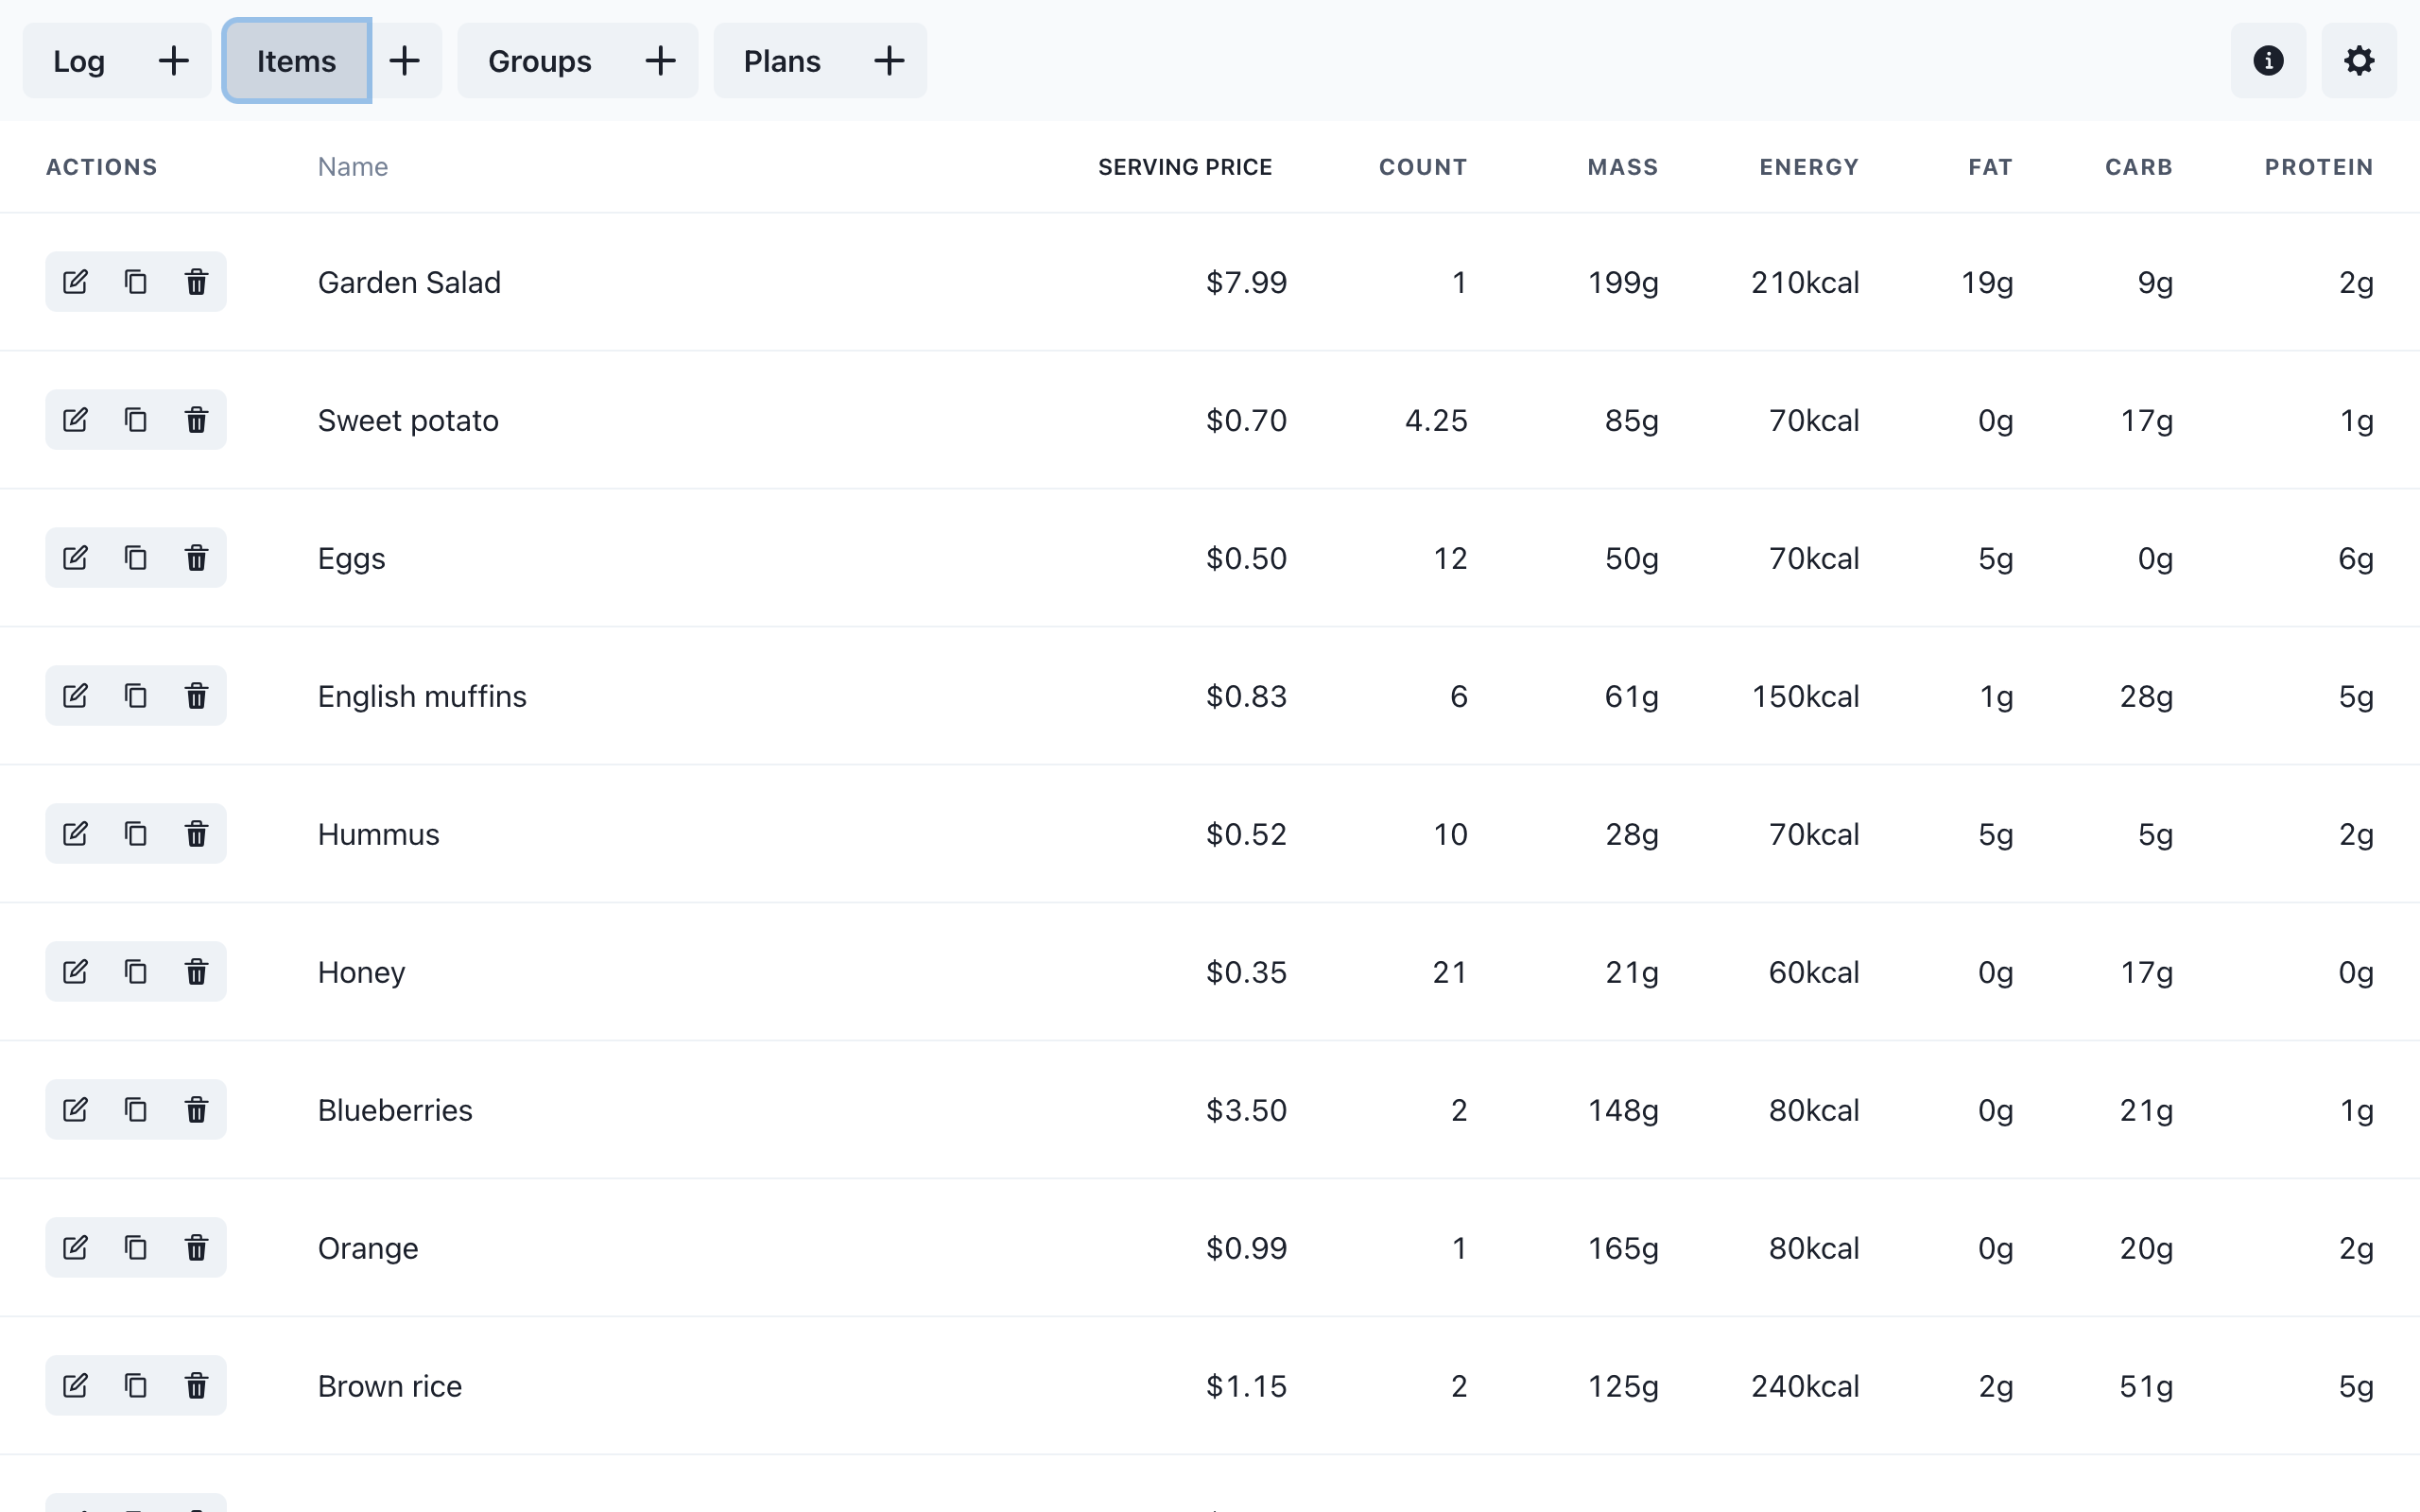 Log + Items + Groups + Plans +
ACTIONS Name SERVING PRICE COUNT MASS ENERGY FAT CARB PROTEIN
Garden Salad $7.99 1 199g 210kcal 19g 9g 2g
Sweet potato $0.70 4.25 85g 70kcal 0g 17g 1g
Eggs $0.50 12 50g 70kcal 5g 0g 6g
English muffins $0.83 6 61g 150kcal 1g 28g 5g
Hummus $0.52 10 28g 70kcal 5g 5g 2g
Honey $0.35 21 21g 60kcal 0g 17g 0g
Blueberries $3.50 2 148g 80kcal 0g 21g 1g
Orange $0.99 1 165g 80kcal 0g 20g 2g
Brown rice $1.15 2 125g 240kcal 2g 51g 5g